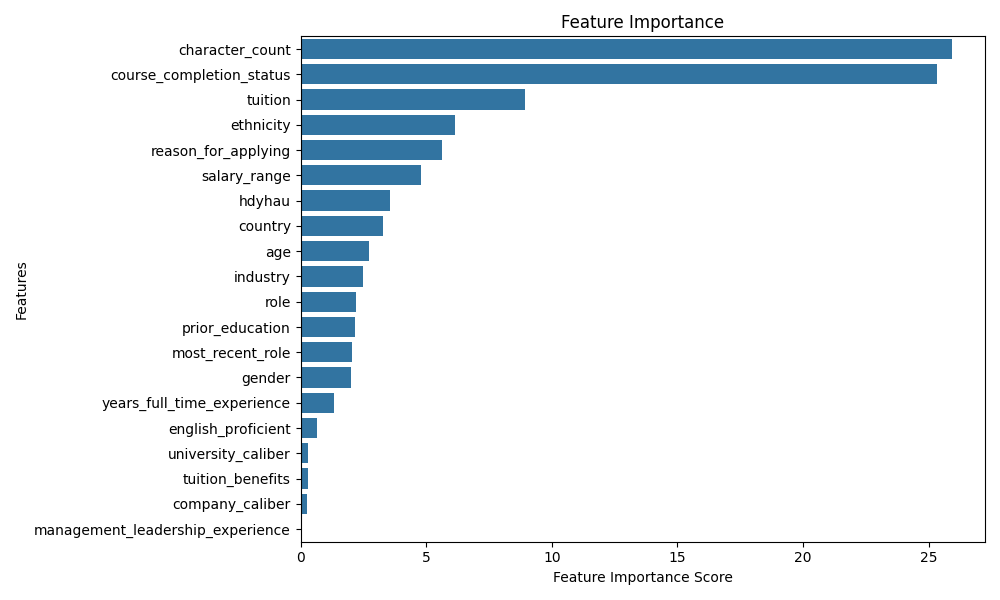 Feature Importance
character_count
course_completion_status
tuition
ethnicity
reason_for_applying
salary_range
hdyhau
country
age
industry
role
prior_education
most_recent_role
gender
years_full_time_experience
english_proficient
university_caliber
tuition_benefits
company_caliber
management_leadership_experience
Features
0 5 10 15 20 25
Feature Importance Score